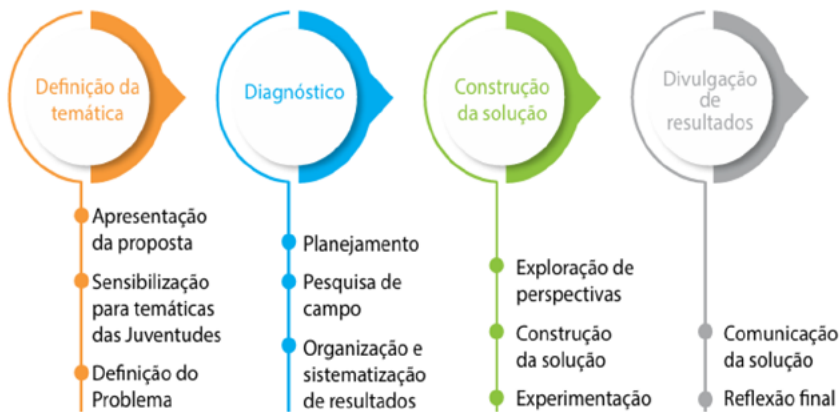 Definição da
temática
Apresentação
da proposta
Sensibilização
para temáticas
das Juventudes
Definição do
Problema
Diagnóstico
Planejamento
Pesquisa de
campo
Organização e
sistematização
de resultados
Construção
da solução
Exploração de
perspectivas
Construção
da solução
Experimentação
Divulgação
de
resultados
Comunicação
da solução
Reflexão final